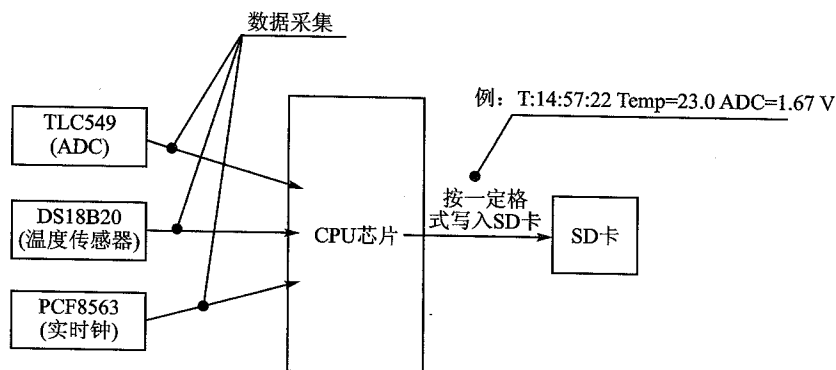 数据采集
例：T:14:57:22 Temp=23.0 ADC=1.67 V
TLC549
(ADC)
按一定格
式写入SD卡
DS18B20
(温度传感器)
CPU芯片
SD卡
PCF8563
(实时钟)